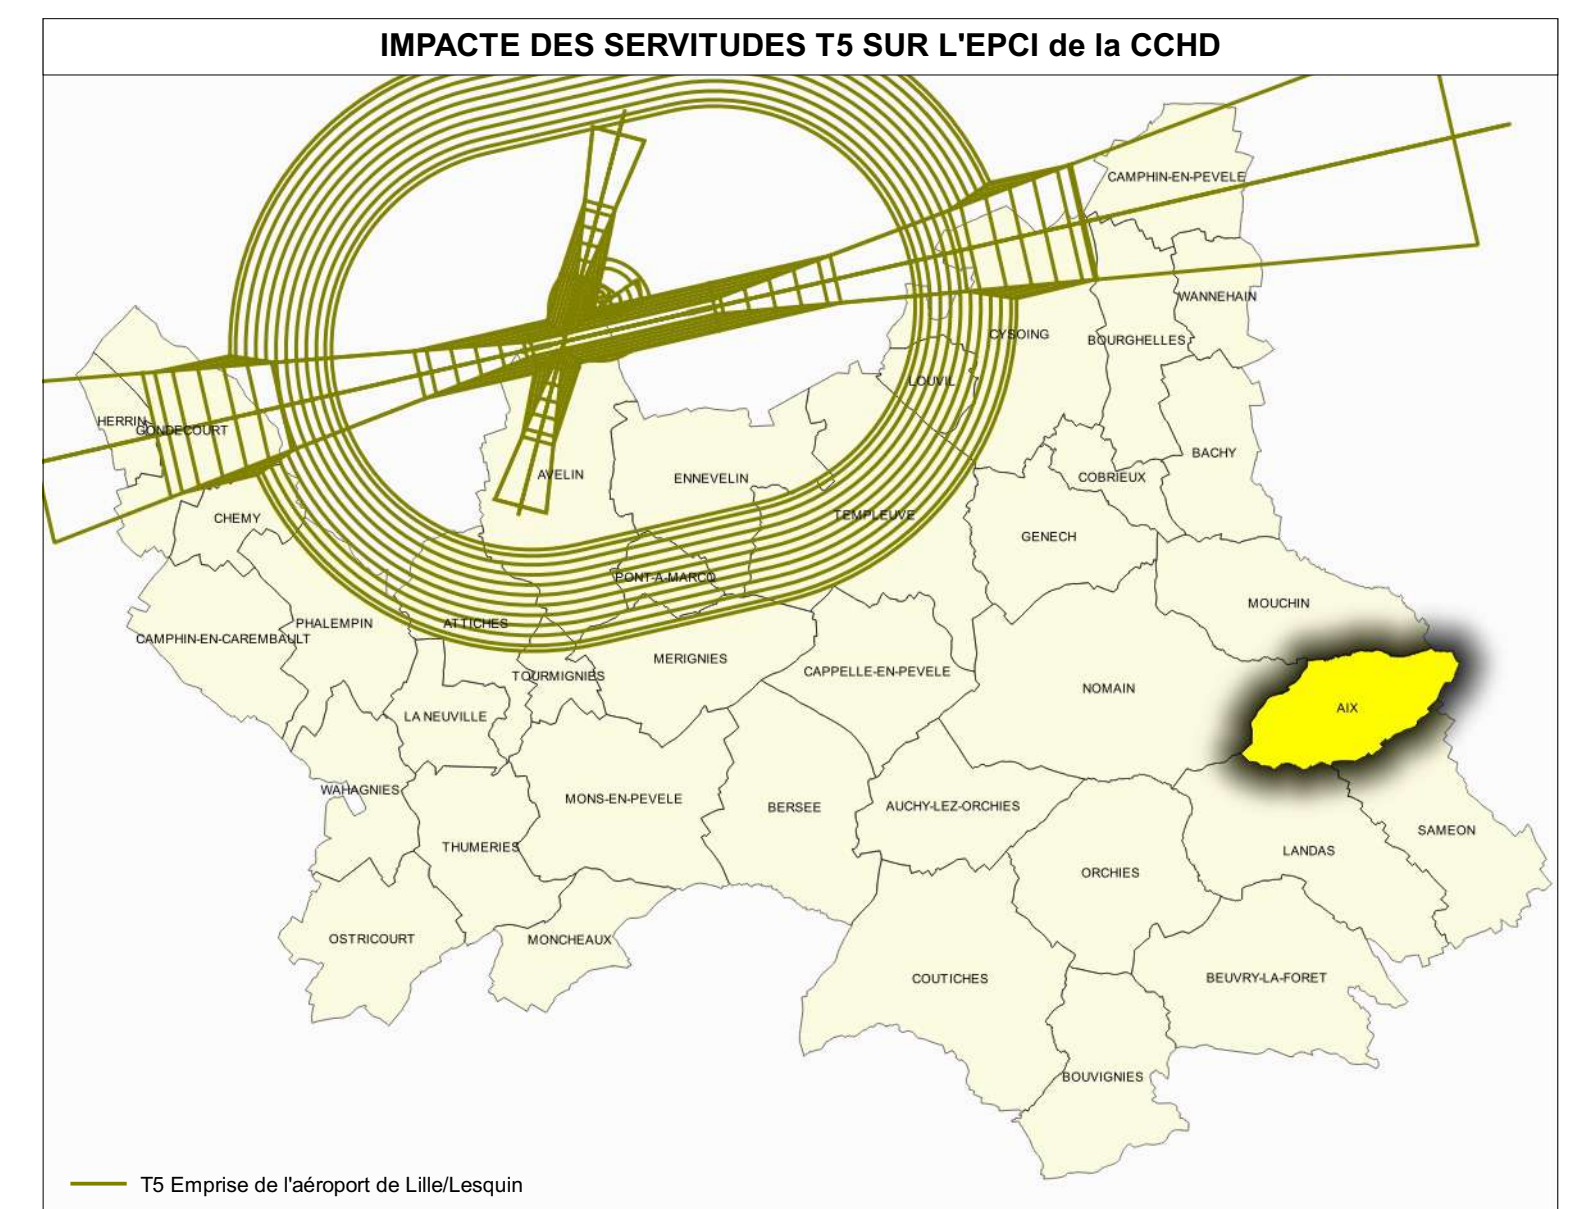 IMPACTE DES SERVITUDES T5 SUR L'EPCI de la CCHD
CAMPHIN-EN-PEVELE
WANNEHAIN
CYSOING
BOURGHELLES
LOUVIL
HERRIN
GONDECOURT
BACHY
AVELIN
ENNEVELIN
COBRIEUX
CHEMY
TEMPLEUVE
GENECH
PONT-A-MARCQ
MOUCHIN
PHALEMPIN
ATTICHES
CAMPHIN-EN-CAREMBAULT
MERIGNIES
CAPPELLE-EN-PEVELE
TOURMIGNIES
NOMAIN
AIX
LA NEUVILLE
WAHAGNIES
MONS-EN-PEVELE
BERSEE
AUCHY-LEZ-ORCHIES
SAMEON
THUMERIES
LANDAS
ORCHIES
OSTRICOURT
MONCHEAUX
COUTICHES
BEUVRY-LA-FORET
BOUVIGNIES
T5 Emprise de l'aéroport de Lille/Lesquin